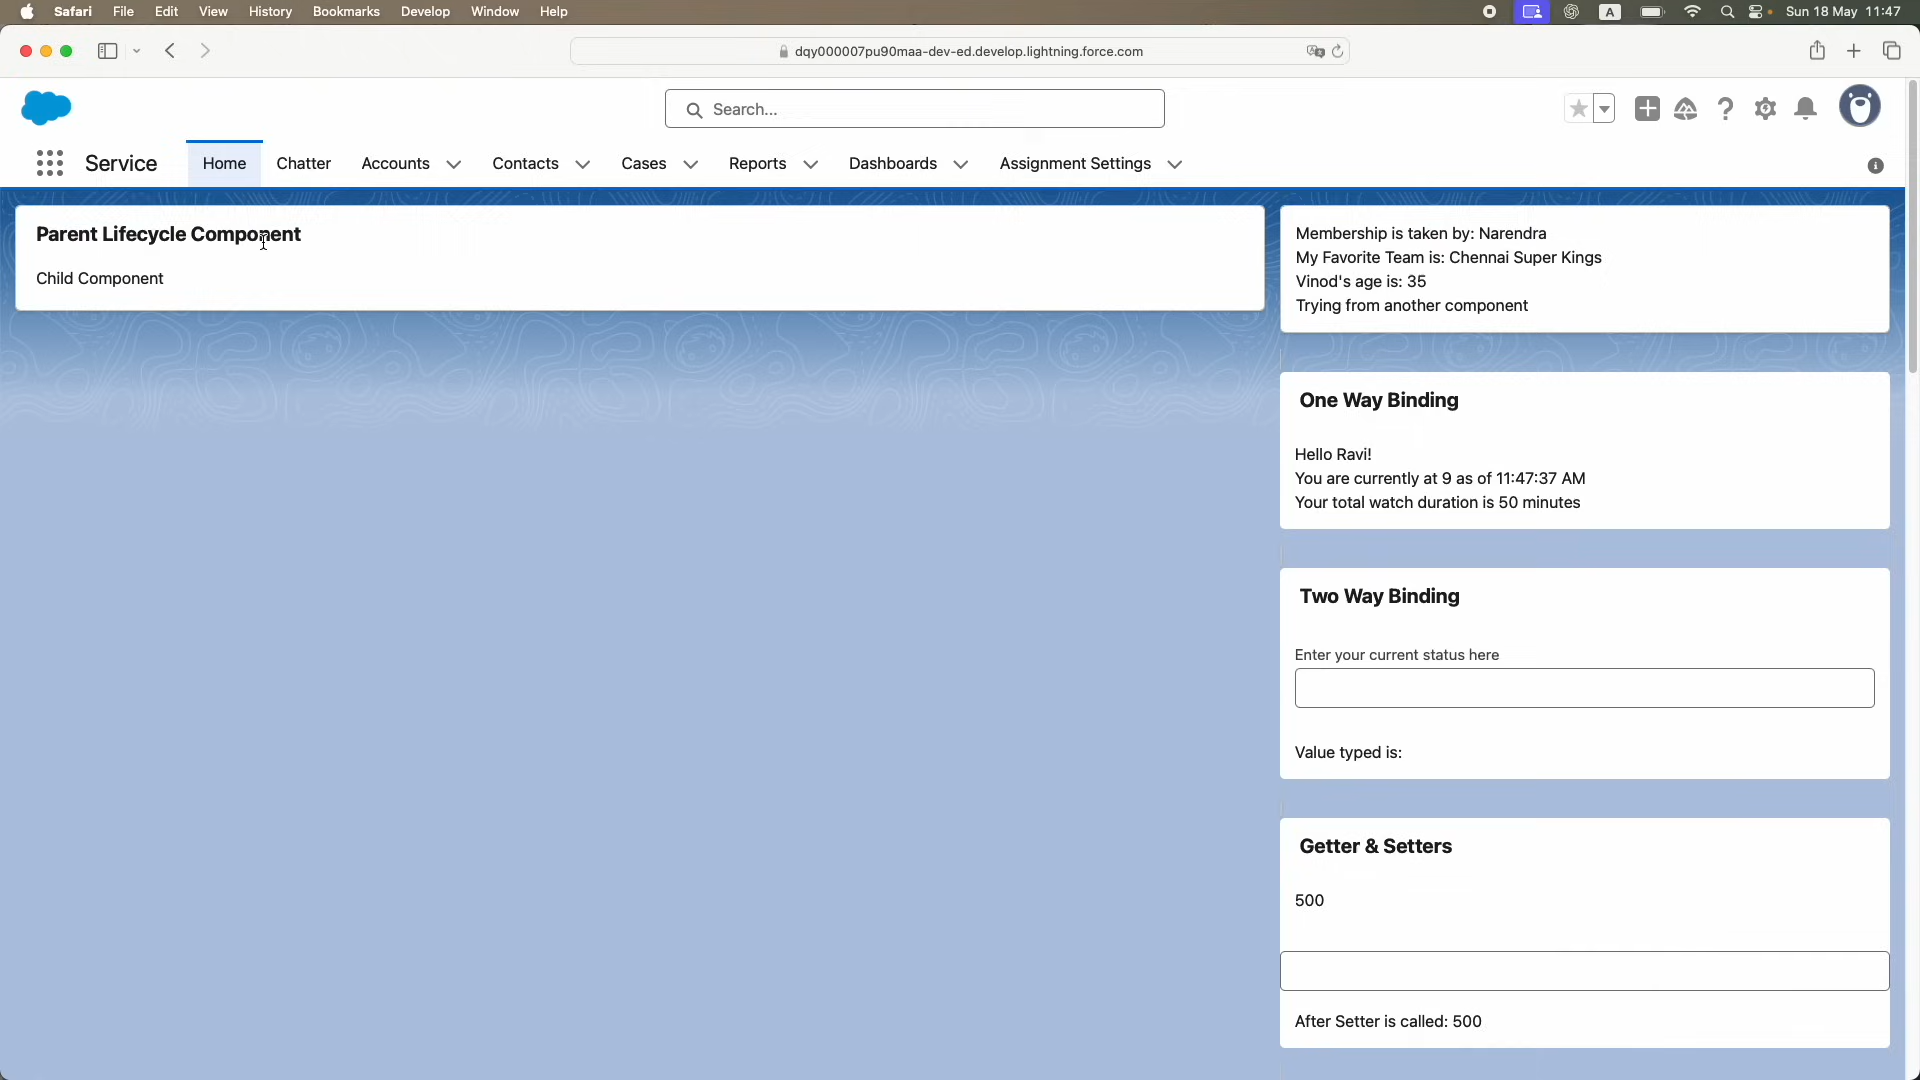 Safari File Edit View History Bookmarks Develop Window Help A Sun 18 May 11:47
dqy000007pu90maa-dev-ed.develop.lightning.force.com
Search...
Service Home Chatter Accounts Contacts Cases Reports Dashboards Assignment Settings
Parent Lifecycle Component
Child Component
Membership is taken by: Narendra
My Favorite Team is: Chennai Super Kings
Vinod's age is: 35
Trying from another component
One Way Binding
Hello Ravi!
You are currently at 9 as of 11:47:37 AM
Your total watch duration is 50 minutes
Two Way Binding
Enter your current status here
Value typed is:
Getter & Setters
500
After Setter is called: 500